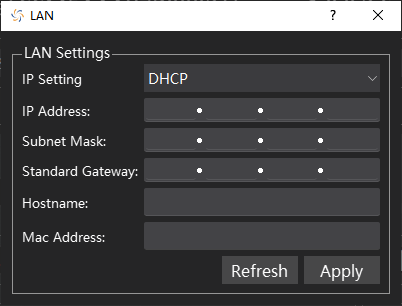 LAN
?
LAN Settings
IP Setting
DHCP
IP Address:
. . .
Subnet Mask:
. . .
Standard Gateway:
. . .
Hostname:
Mac Address:
Refresh
Apply